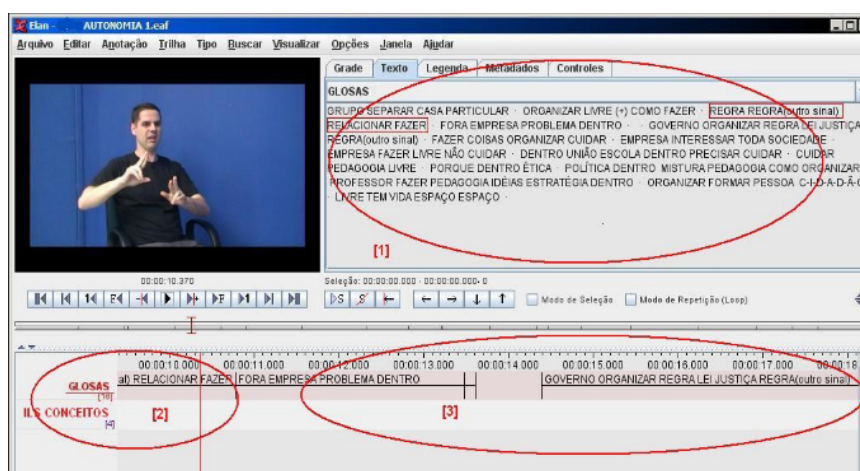 Elan - AUTONOMIA 1.eaf
Arquivo Editar Anotação Trilha Tipo Buscar Visualizar Opções Janela Ajudar
Grade Texto Legenda Metadados Controles
GLOSAS
GRUPO SEPARAR CASA PARTICULAR · ORGANIZAR LIVRE (+) COMO FAZER · REGRA REGRA(outro sinal)
RELACIONAR FAZER · FORA EMPRESA PROBLEMA DENTRO · · GOVERNO ORGANIZAR REGRA LEI JUSTIÇA
REGRA(outro sinal) · FAZER COISAS ORGANIZAR CUIDAR · EMPRESA INTERESSAR TODA SOCIEDADE ·
EMPRESA FAZER LIVRE NÃO CUIDAR · DENTRO UNIÃO ESCOLA DENTRO PRECISAR CUIDAR · CUIDAR
PEDAGOGIA LIVRE · PORQUE DENTRO ÉTICA · POLÍTICA DENTRO MISTURA PEDAGOGIA COMO ORGANIZAR
PROFESSOR FAZER PEDAGOGIA IDÉIAS ESTRATÉGIA DENTRO · ORGANIZAR FORMAR PESSOA C-I-D-A-D-Ã-O
· LIVRE TEM VIDA ESPAÇO ESPAÇO ·
[1]
00:00:10.370
Seleção: 00:00:00.000 - 00:00:00.000 - 0
Modo de Seleção Modo de Repetição (Loop)
00:00:10.000 00:00:11.000 00:00:12.000 00:00:13.000 00:00:14.000 00:00:15.000 00:00:16.000 00:00:17.000 00:00:18
GLOSAS
[18]
al) RELACIONAR FAZER FORA EMPRESA PROBLEMA DENTRO GOVERNO ORGANIZAR REGRA LEI JUSTIÇA REGRA(outro sinal)
ILS CONCEITOS
[4]
[2] [3]